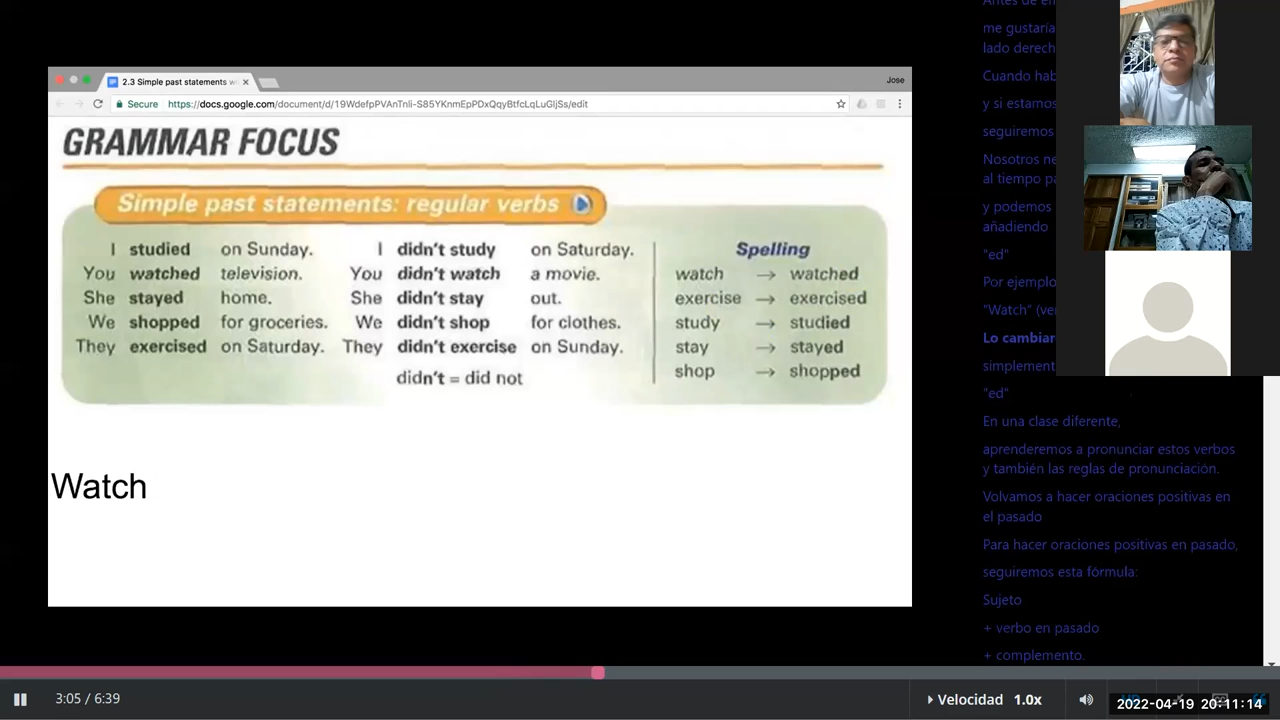 2.3 Simple past statements w
Jose
Secure https://docs.google.com/document/d/19WdefpPVAnTnli-S85YKnmEpPDxQqyBtfcLqLuGljSs/edit
GRAMMAR FOCUS
Simple past statements: regular verbs
I studied on Sunday. I didn't study on Saturday. Spelling
You watched television. You didn't watch a movie. watch → watched
She stayed home. She didn't stay out. exercise → exercised
We shopped for groceries. We didn't shop for clothes. study → studied
They exercised on Saturday. They didn't exercise on Sunday. stay → stayed
didn't = did not shop → shopped
Watch
me gustaría
lado derech
Cuando hab
y si estamos
seguiremos
Nosotros ne
al tiempo pa
y podemos
añadiendo
"ed"
Por ejemplo
"Watch" (ver
Lo cambiar
simplement
"ed"
En una clase diferente,
aprenderemos a pronunciar estos verbos
y también las reglas de pronunciación.
Volvamos a hacer oraciones positivas en
el pasado
Para hacer oraciones positivas en pasado,
seguiremos esta fórmula:
Sujeto
+ verbo en pasado
+ complemento.
3:05 / 6:39
Velocidad 1.0x
2022-04-19 20:11:14